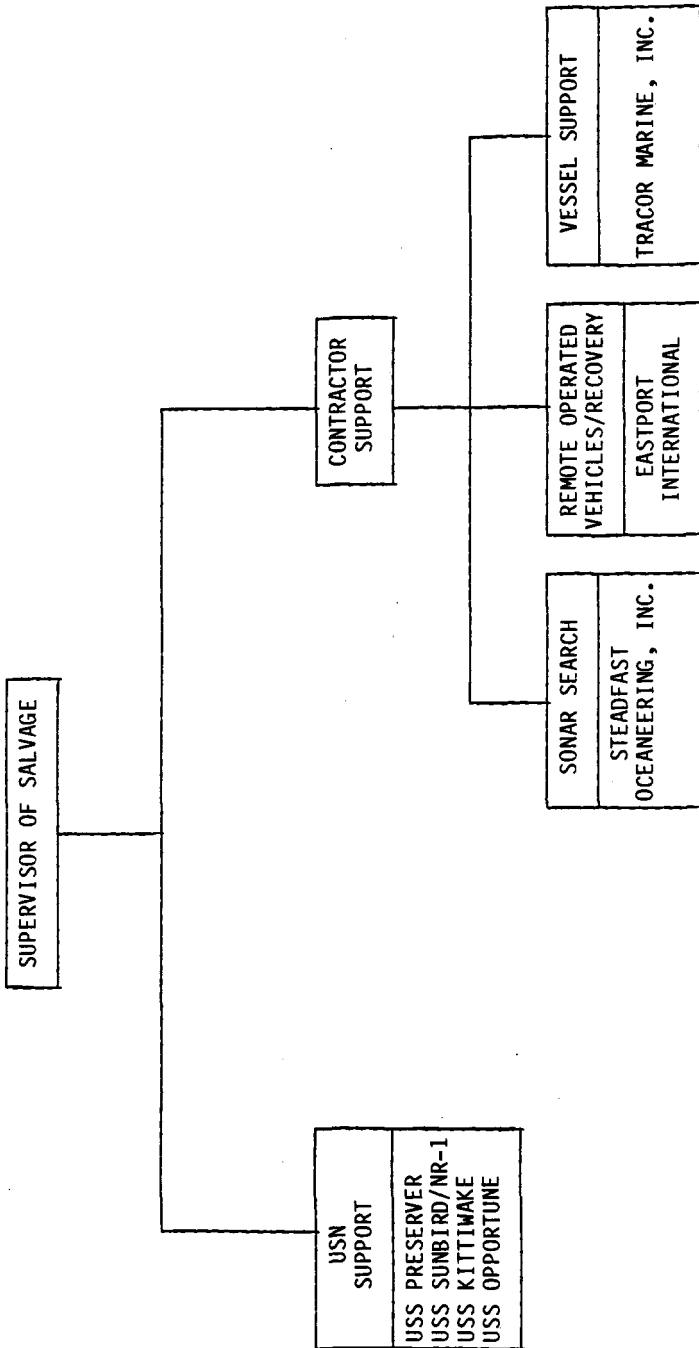 SUPERVISOR OF SALVAGE
USN
SUPPORT
USS PRESERVER
USS SUNBIRD/NR-1
USS KITTIWAKE
USS OPPORTUNE
CONTRACTOR
SUPPORT
SONAR SEARCH
STEADFAST
OCEANEERING, INC.
REMOTE OPERATED
VEHICLES/RECOVERY
EASTPORT
INTERNATIONAL
VESSEL SUPPORT
TRACOR MARINE, INC.